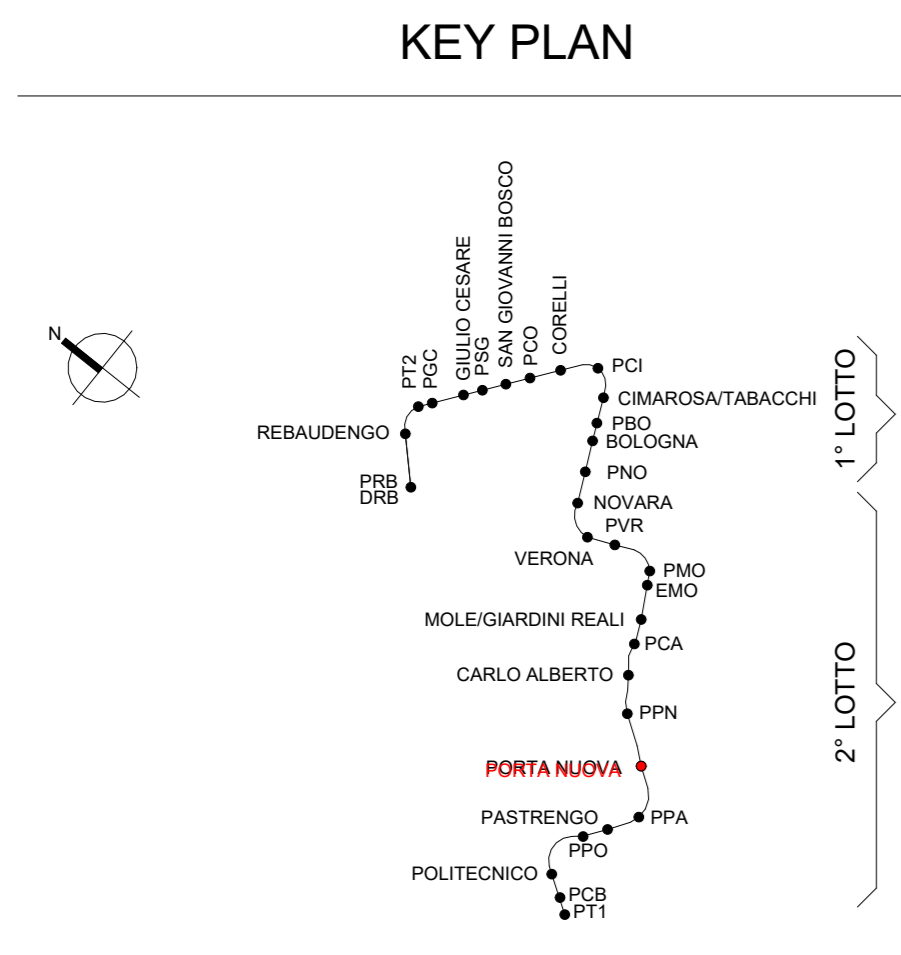 KEY PLAN
N
PT2
PGC
GIULIO CESARE
PSG
SAN GIOVANNI BOSCO
PCO
CORELLI
PCI
CIMAROSA/TABACCHI
PBO
BOLOGNA
PNO
NOVARA
PVR
VERONA
PMO
EMO
REBAUDENGO
PRB
DRB
MOLE/GIARDINI REALI
PCA
CARLO ALBERTO
PPN
PORTA NUOVA
PORTA NUOVA
PPA
PASTRENGO
PPO
POLITECNICO
PCB
PT1
1° LOTTO
2° LOTTO